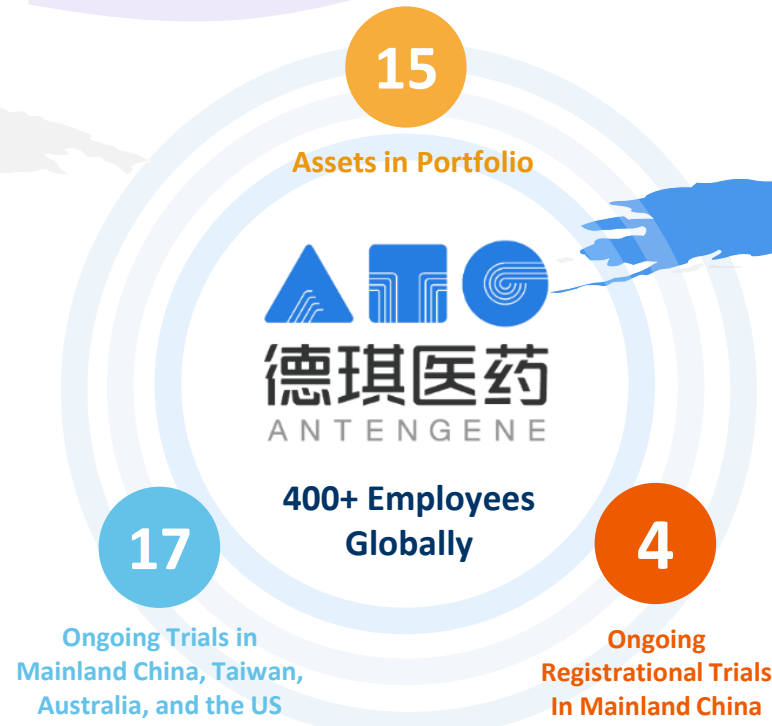 15
Assets in Portfolio
德琪医药
ANTENGENE
400+ Employees
Globally
17
Ongoing Trials in
Mainland China, Taiwan,
Australia, and the US
4
Ongoing
Registrational Trials
In Mainland China